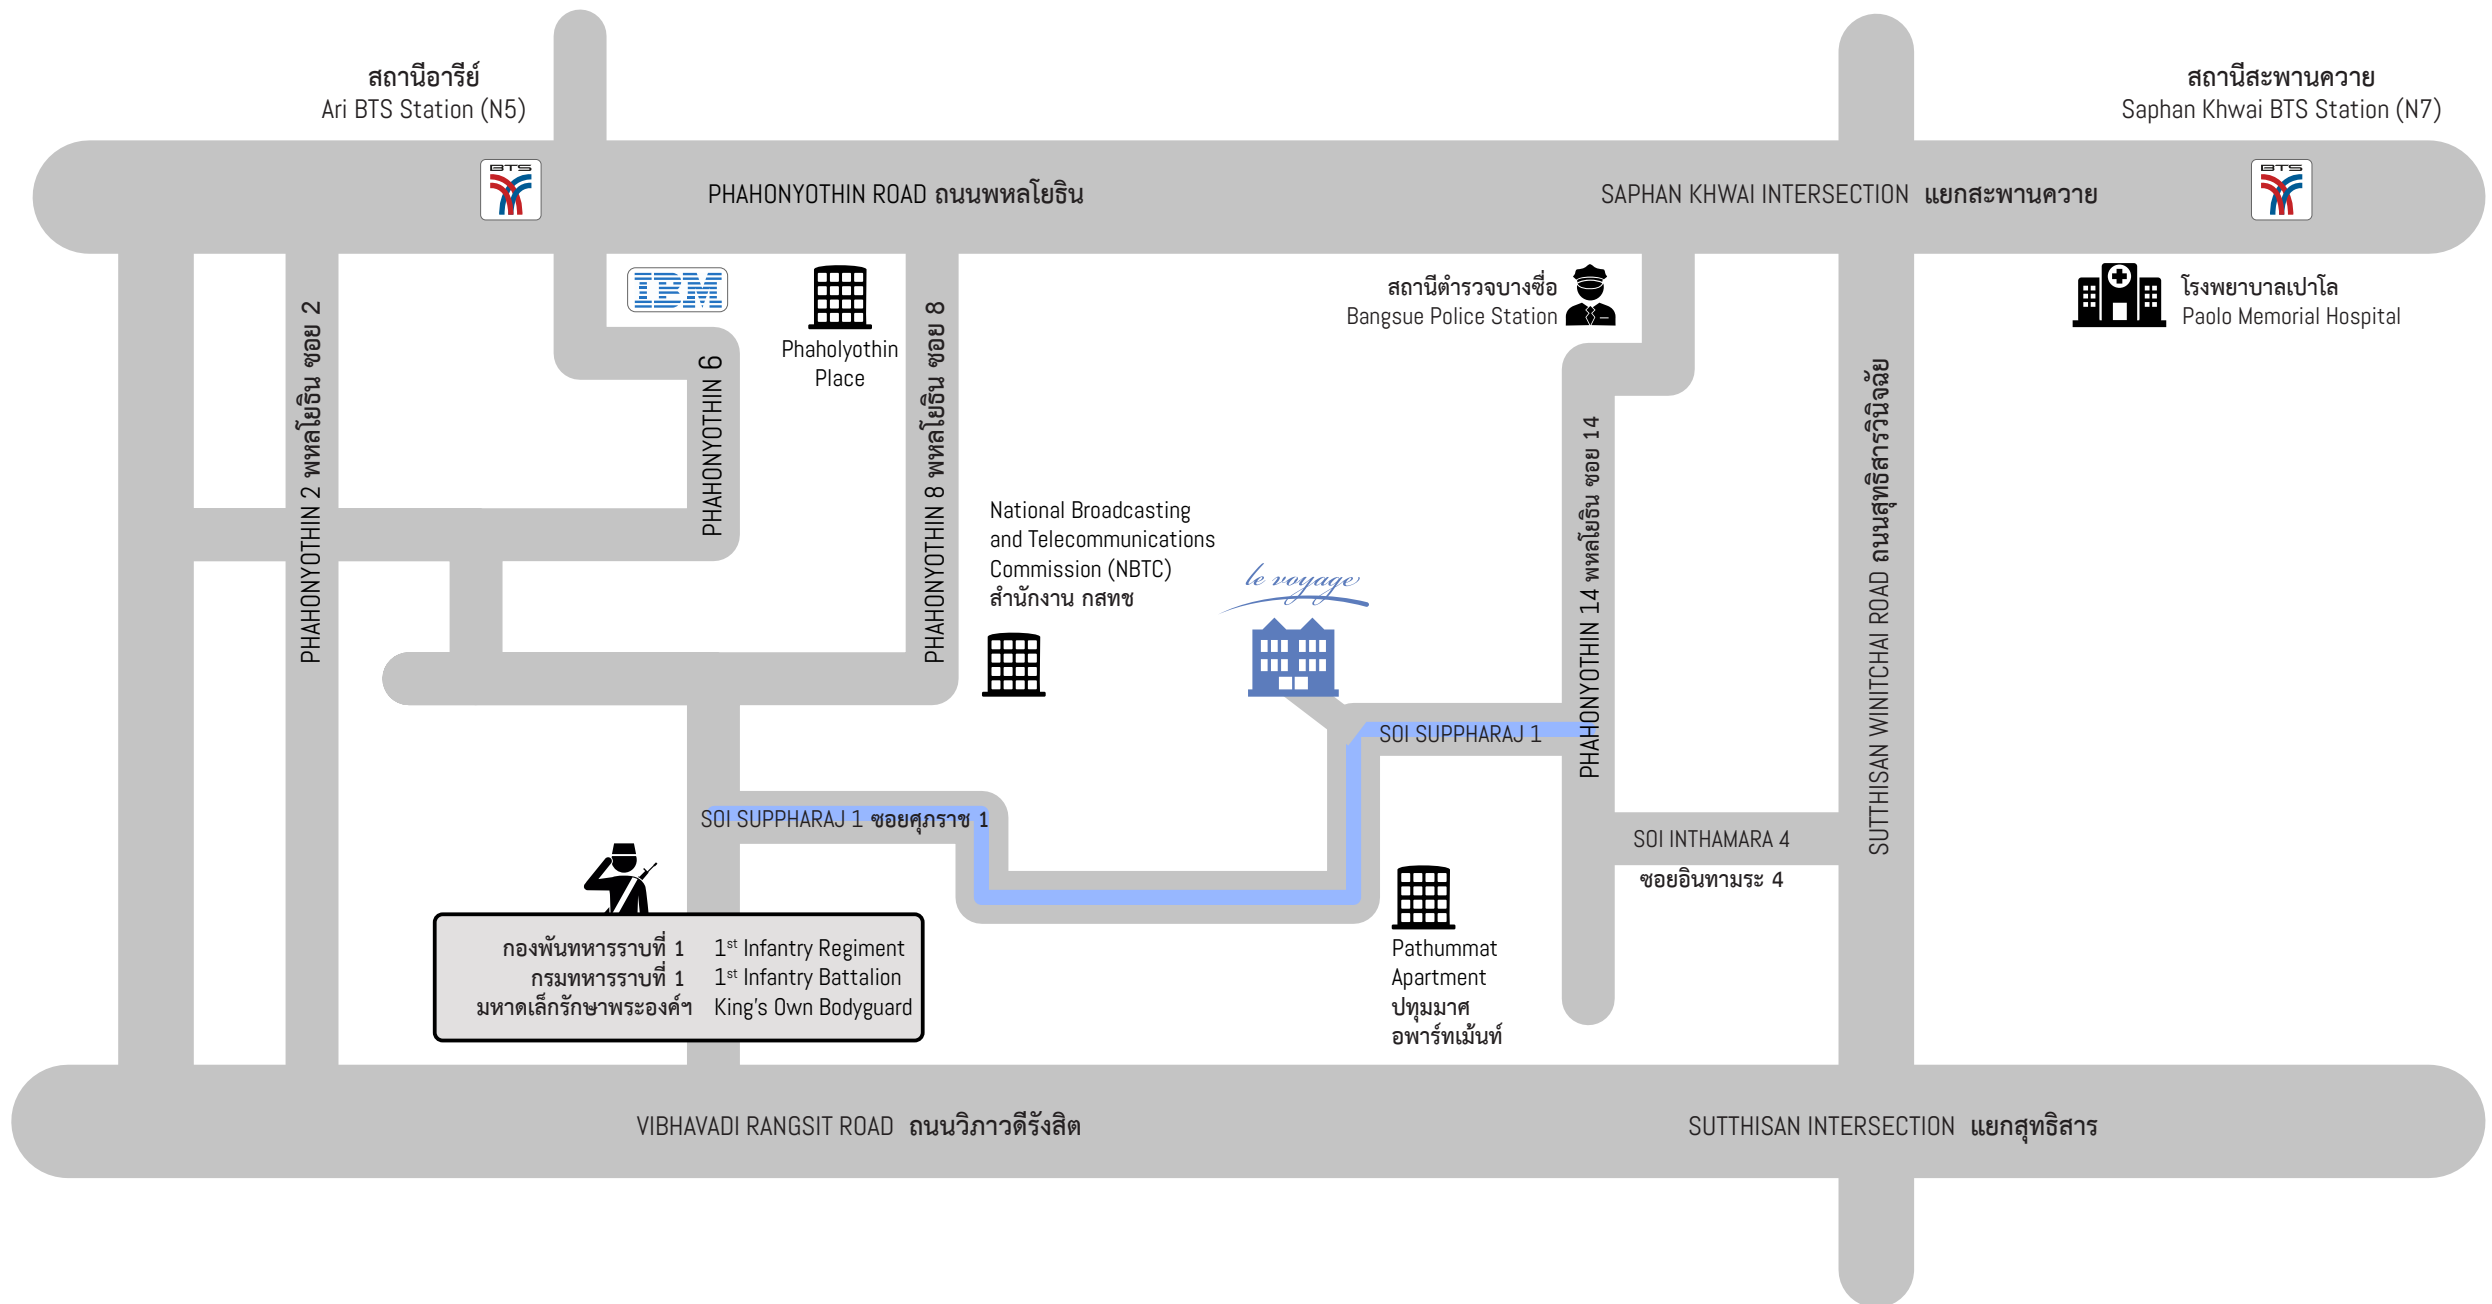 สถานีอารีย์
Ari BTS Station (N5)
สถานีสะพานควาย
Saphan Khwai BTS Station (N7)
BTS
PHAHONYOTHIN ROAD ถนนพหลโยธิน
SAPHAN KHWAI INTERSECTION แยกสะพานควาย
BTS
IBM
Phaholyothin
Place
สถานีตำรวจบางซื่อ
Bangsue Police Station
โรงพยาบาลเปาโล
Paolo Memorial Hospital
PHAHONYOTHIN 2 พหลโยธิน ซอย 2
PHAHONYOTHIN 6
PHAHONYOTHIN 8 พหลโยธิน ซอย 8
PHAHONYOTHIN 14 พหลโยธิน ซอย 14
SUTTHISAN WINITCHAI ROAD ถนนสุทธิสารวินิจฉัย
National Broadcasting
and Telecommunications
Commission (NBTC)
สำนักงาน กสทช
le voyage
SOI SUPPHARAJ 1
SOI SUPPHARAJ 1 ซอยศุภราช 1
SOI INTHAMARA 4
ซอยอินทามระ 4
กองพันทหารราบที่ 1 1st Infantry Regiment
กรมทหารราบที่ 1 1st Infantry Battalion
มหาดเล็กรักษาพระองค์ฯ King's Own Bodyguard
Pathummat
Apartment
ปทุมมาศ
อพาร์ทเม้นท์
VIBHAVADI RANGSIT ROAD ถนนวิภาวดีรังสิต
SUTTHISAN INTERSECTION แยกสุทธิสาร